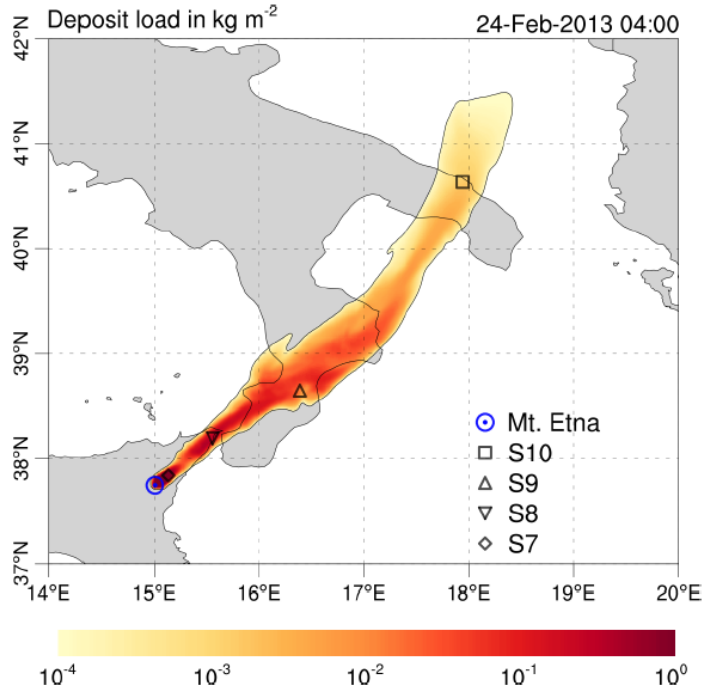 Deposit load in kg m⁻² 24-Feb-2013 04:00
42°N
41°N
40°N
39°N
38°N
37°N
Mt. Etna
S10
S9
S8
S7
14°E 15°E 16°E 17°E 18°E 19°E 20°E
10⁻⁴ 10⁻³ 10⁻² 10⁻¹ 10⁰